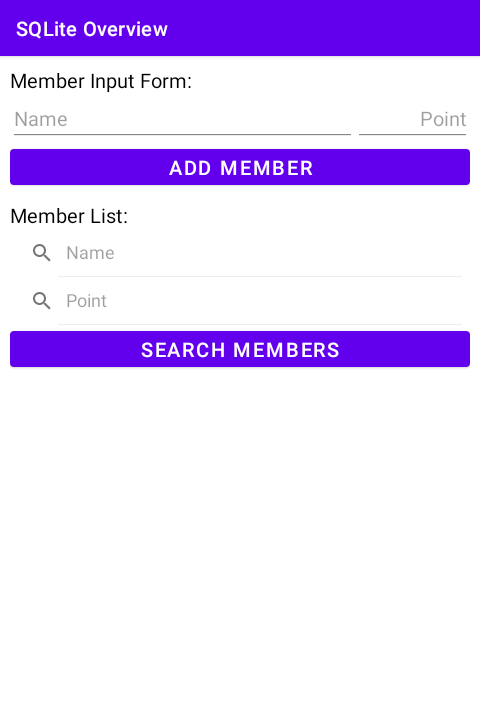 SQLite Overview
Member Input Form:
Name Point
ADD MEMBER
Member List:
Name
Point
SEARCH MEMBERS